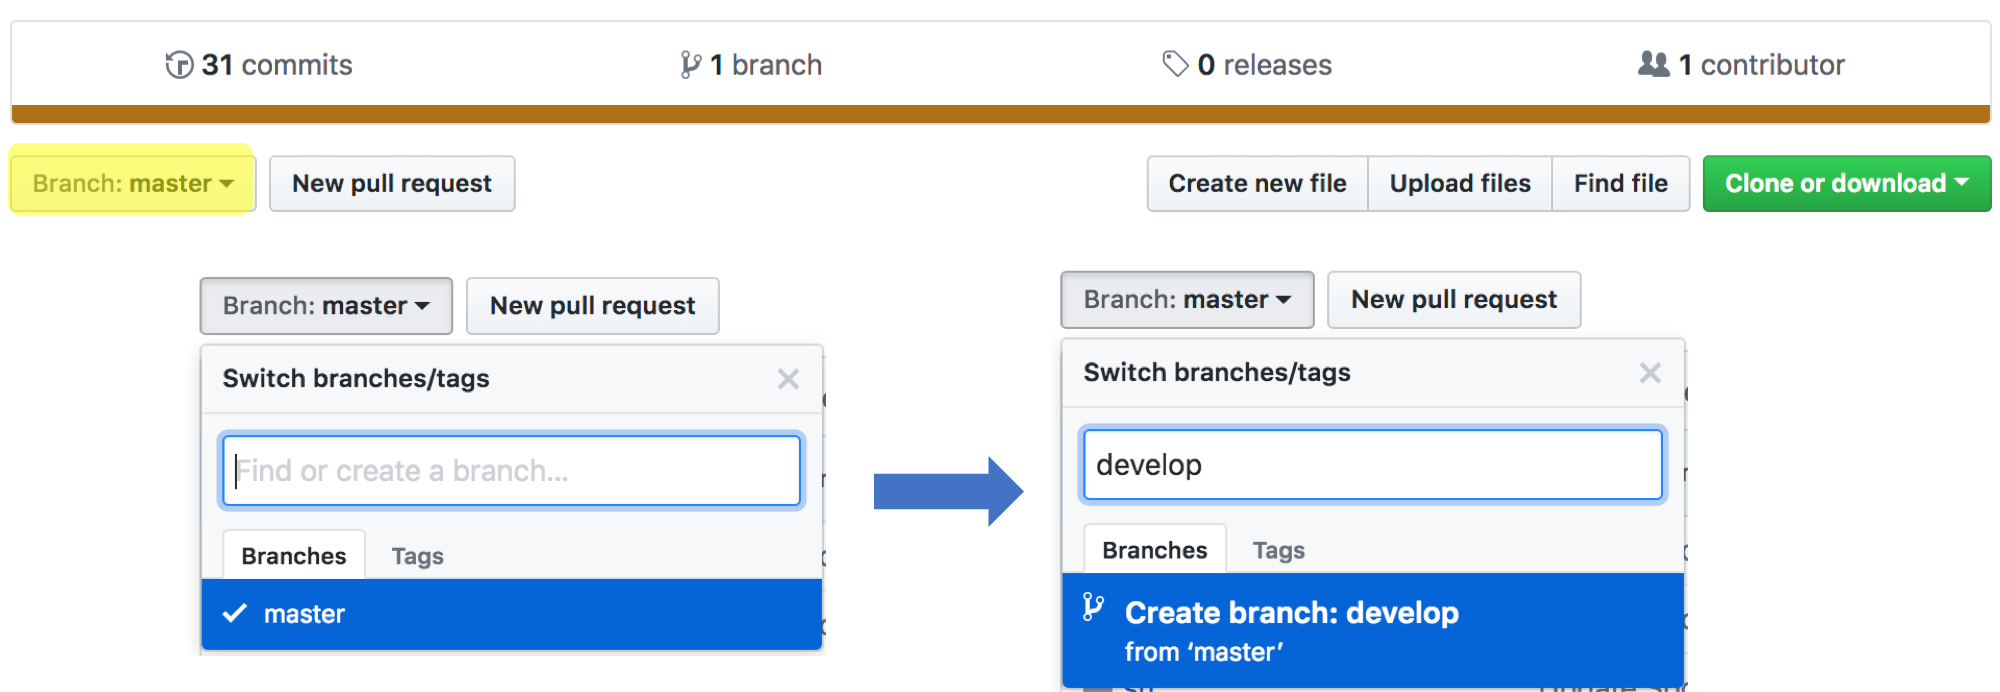 31 commits
1 branch
0 releases
1 contributor
Branch: master
New pull request
Create new file
Upload files
Find file
Clone or download
Branch: master
New pull request
Switch branches/tags
Find or create a branch...
Branches
Tags
master
Branch: master
New pull request
Switch branches/tags
develop
Branches
Tags
Create branch: develop
from ‘master’